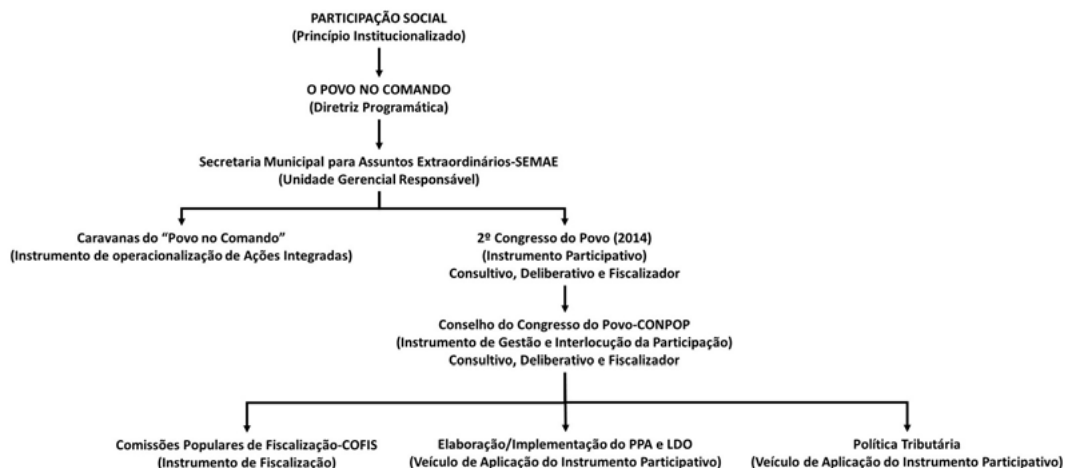 PARTICIPAÇÃO SOCIAL
(Princípio Institucionalizado)
O POVO NO COMANDO
(Diretriz Programática)
Secretaria Municipal para Assuntos Extraordinários-SEMAE
(Unidade Gerencial Responsável)
Caravanas do “Povo no Comando”
(Instrumento de operacionalização de Ações Integradas)
2º Congresso do Povo (2014)
(Instrumento Participativo)
Consultivo, Deliberativo e Fiscalizador
Conselho do Congresso do Povo-CONPOP
(Instrumento de Gestão e Interlocução da Participação)
Consultivo, Deliberativo e Fiscalizador
Comissões Populares de Fiscalização-COFIS
(Instrumento de Fiscalização)
Elaboração/Implementação do PPA e LDO
(Veículo de Aplicação do Instrumento Participativo)
Política Tributária
(Veículo de Aplicação do Instrumento Participativo)